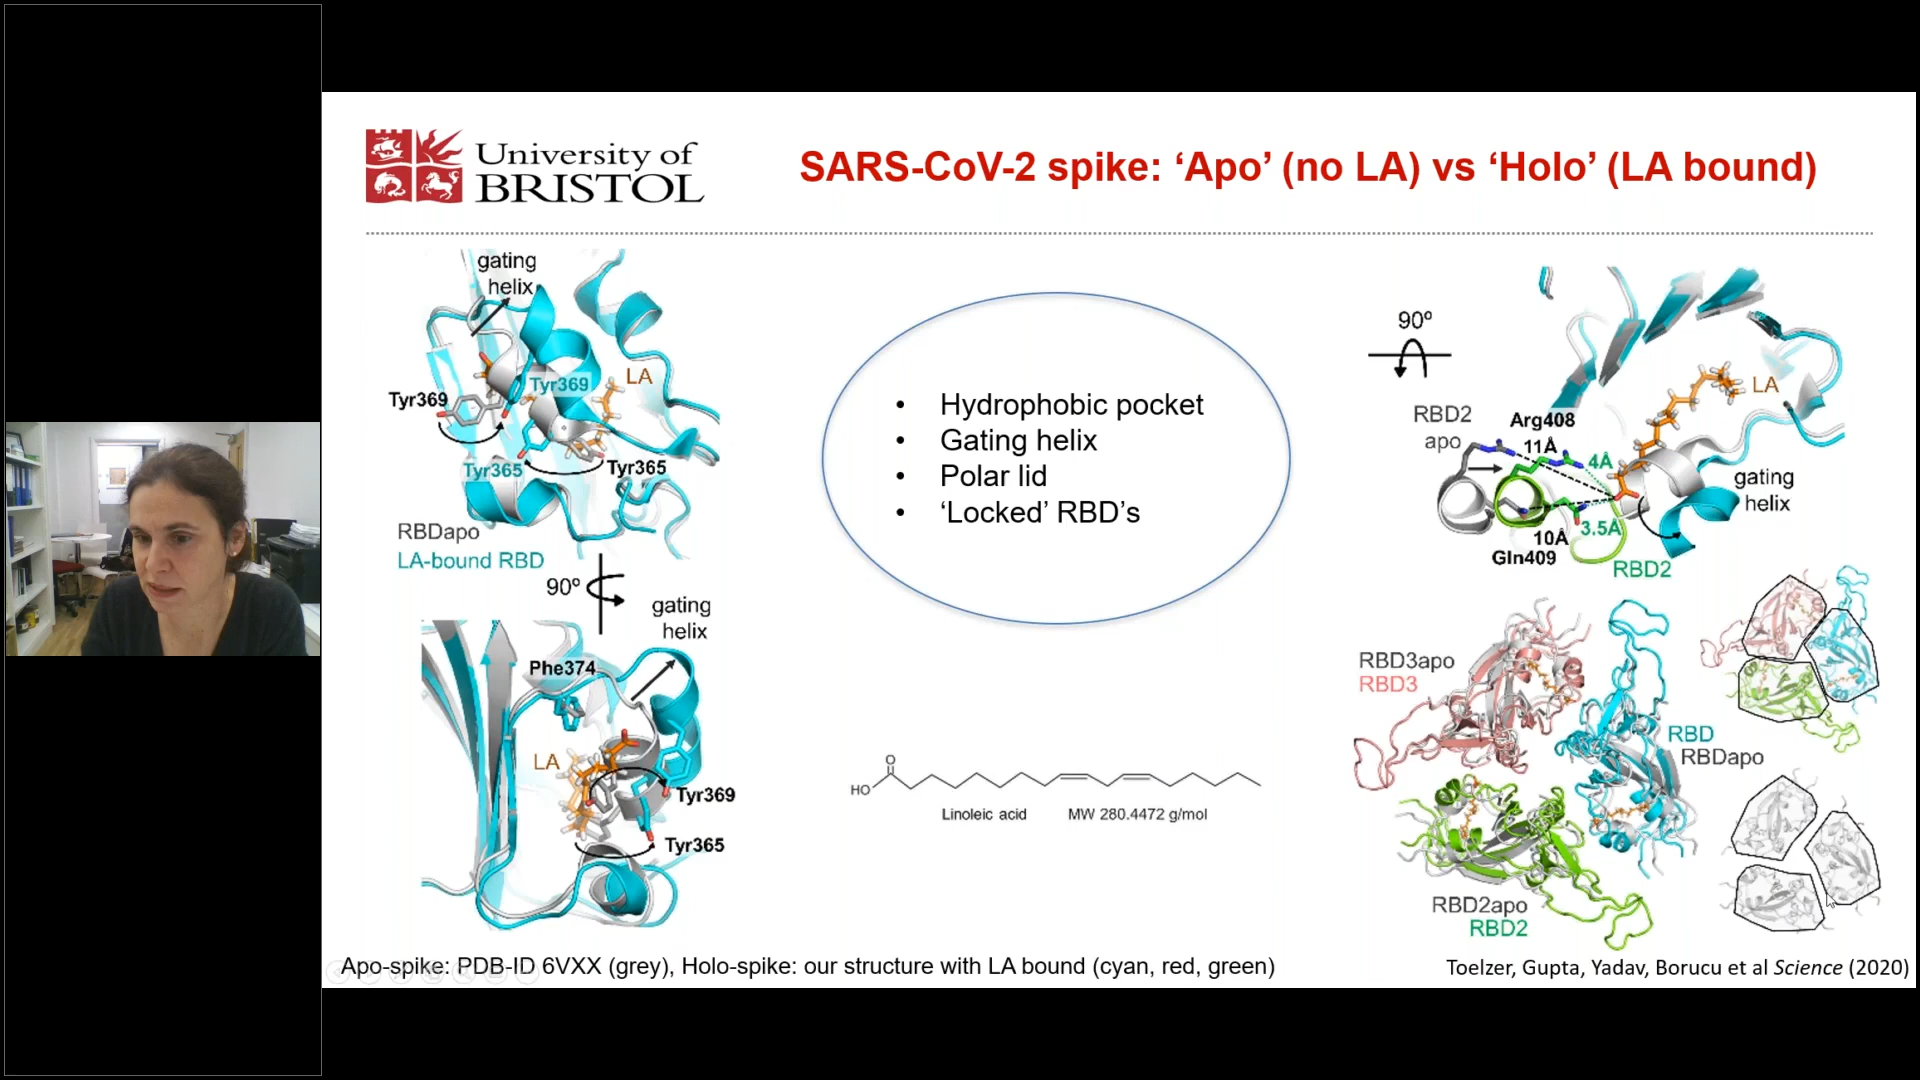 University of
BRISTOL
SARS-CoV-2 spike: ‘Apo’ (no LA) vs ‘Holo’ (LA bound)
gating
helix
Tyr369
Tyr369
LA
Tyr365
Tyr365
RBDapo
LA-bound RBD
90º
gating
helix
Phe374
LA
Tyr369
Tyr365
• Hydrophobic pocket
• Gating helix
• Polar lid
• ‘Locked’ RBD’s
O
HO
Linoleic acid MW 280.4472 g/mol
90º
LA
RBD2
apo
Arg408
11Å
4Å
gating
helix
3.5Å
10Å
Gln409
RBD2
RBD3apo
RBD3
RBD
RBDapo
RBD2apo
RBD2
Apo-spike: PDB-ID 6VXX (grey), Holo-spike: our structure with LA bound (cyan, red, green)
Toelzer, Gupta, Yadav, Borucu et al Science (2020)